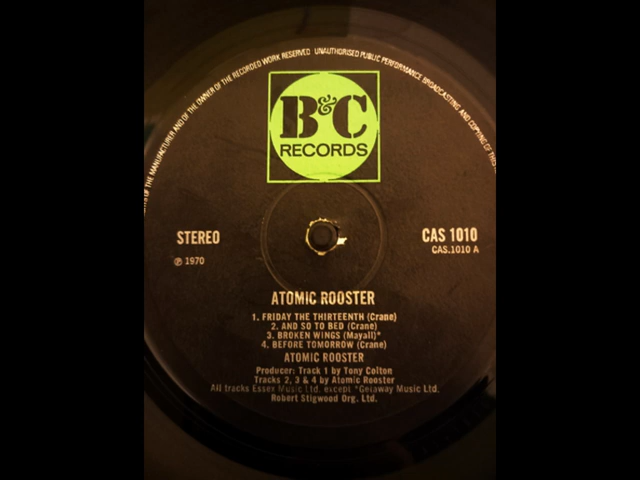 OF THE MANUFACTURER AND OF THE OWNER OF THE RECORDED WORK RESERVED UNAUTHORISED PUBLIC PERFORMANCE BROADCASTING AND COPYING OF THIS
B&C
RECORDS
STEREO
℗ 1970
CAS 1010
CAS.1010 A
ATOMIC ROOSTER
1. FRIDAY THE THIRTEENTH (Crane)
2. AND SO TO BED (Crane)
3. BROKEN WINGS (Mayall)*
4. BEFORE TOMORROW (Crane)
ATOMIC ROOSTER
Producer: Track 1 by Tony Colton
Tracks 2, 3 & 4 by Atomic Rooster
All tracks Essex Music Ltd. except *Getaway Music Ltd.
Robert Stigwood Org. Ltd.